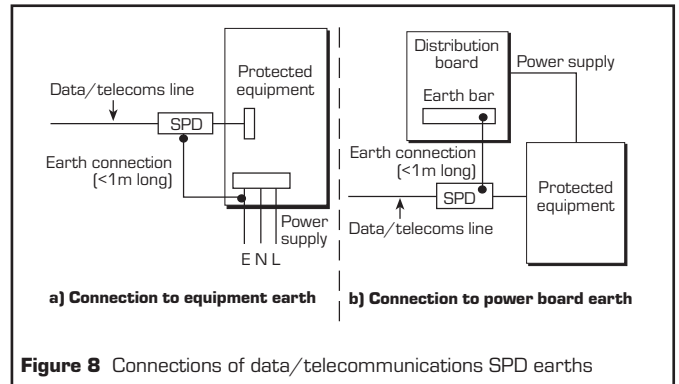 Protected
equipment
Data/telecoms line
SPD
Earth connection
(<1m long)
Power
supply
E N L
a) Connection to equipment earth
Distribution
board
Power supply
Earth bar
Earth connection
(<1m long)
SPD
Protected
equipment
Data/telecoms line
b) Connection to power board earth
Figure 8 Connections of data/telecommunications SPD earths